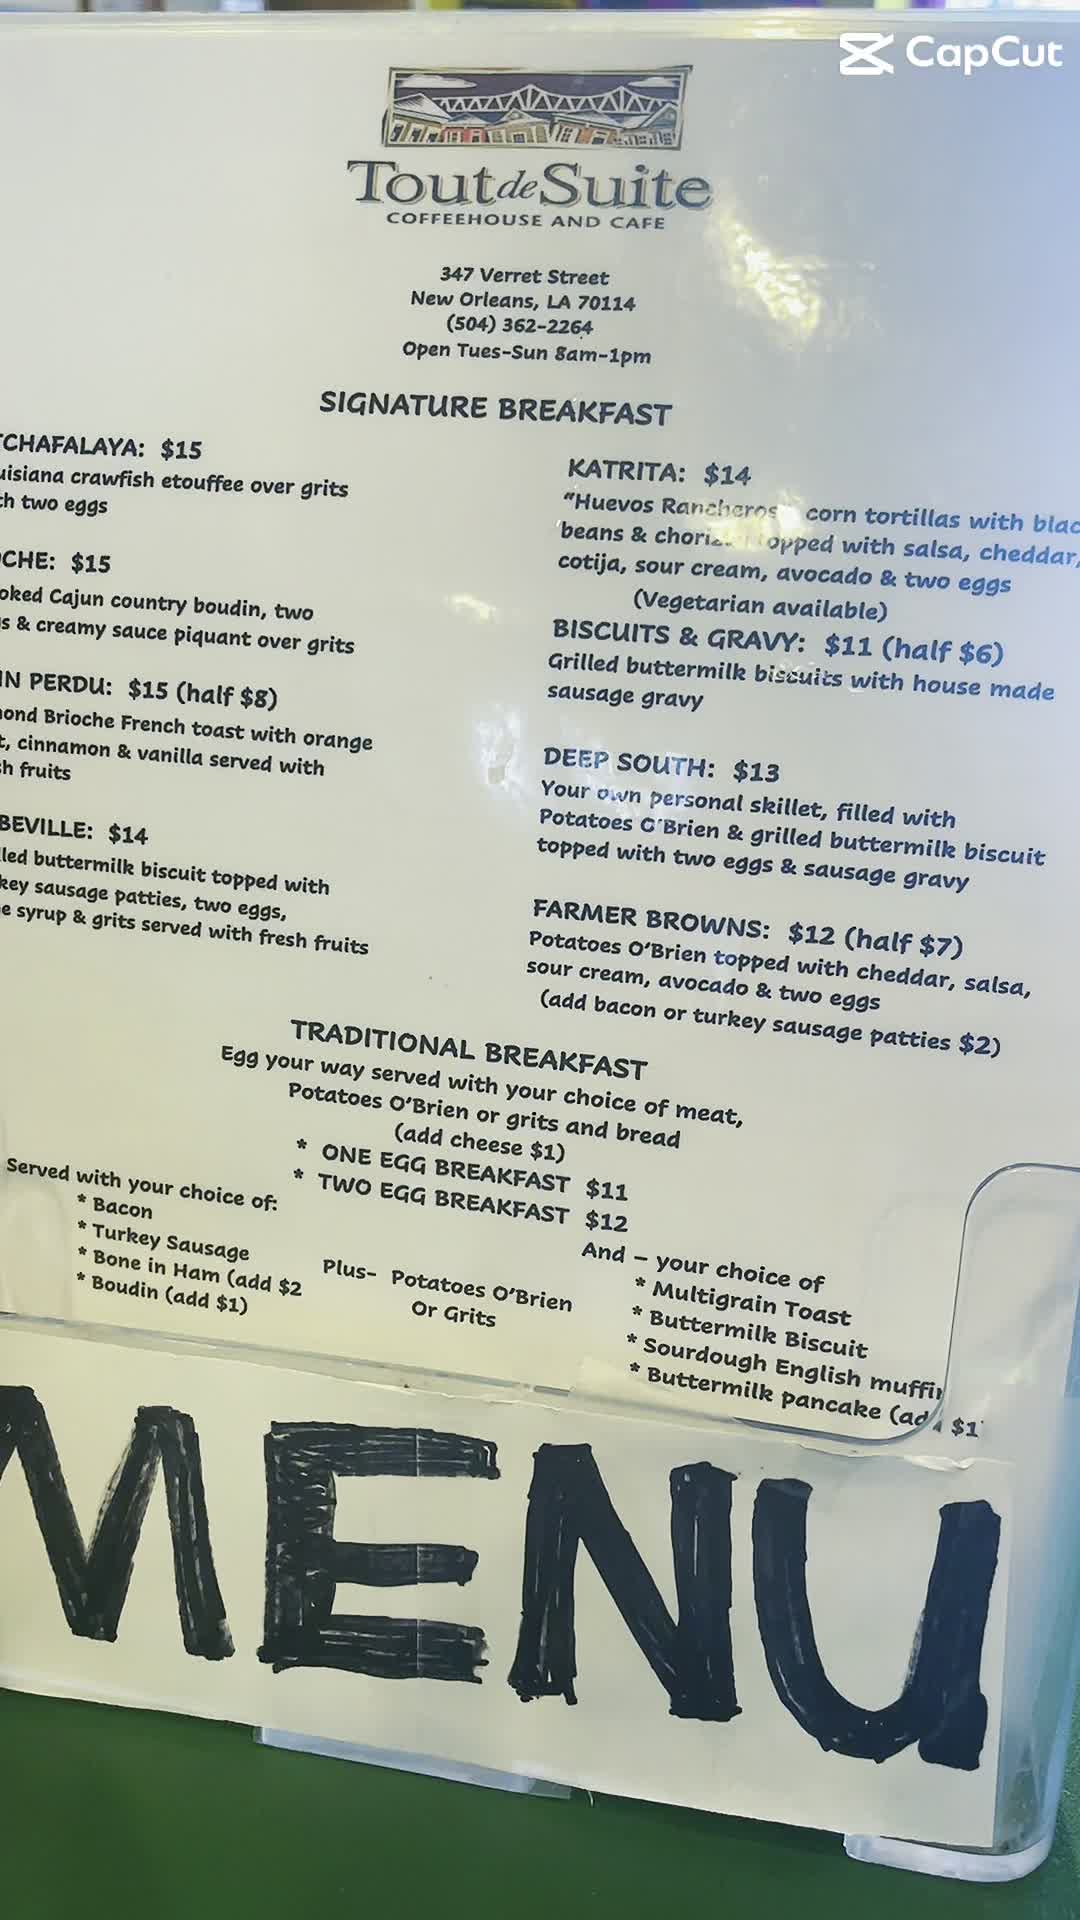 CapCut
Tout de Suite
COFFEEHOUSE AND CAFE
347 Verret Street
New Orleans, LA 70114
(504) 362-2264
Open Tues-Sun 8am-1pm
SIGNATURE BREAKFAST
TCHAFALAYA: $15
uisiana crawfish etouffee over grits
th two eggs
OCHE: $15
oked Cajun country boudin, two
s & creamy sauce piquant over grits
IN PERDU: $15 (half $8)
mond Brioche French toast with orange
t, cinnamon & vanilla served with
sh fruits
BEVILLE: $14
lled buttermilk biscuit topped with
key sausage patties, two eggs,
e syrup & grits served with fresh fruits
KATRITA: $14
“Huevos Rancheros” corn tortillas with blac
beans & choriz topped with salsa, cheddar,
cotija, sour cream, avocado & two eggs
(Vegetarian available)
BISCUITS & GRAVY: $11 (half $6)
Grilled buttermilk biscuits with house made
sausage gravy
DEEP SOUTH: $13
Your own personal skillet, filled with
Potatoes O’Brien & grilled buttermilk biscuit
topped with two eggs & sausage gravy
FARMER BROWNS: $12 (half $7)
Potatoes O’Brien topped with cheddar, salsa,
sour cream, avocado & two eggs
(add bacon or turkey sausage patties $2)
TRADITIONAL BREAKFAST
Egg your way served with your choice of meat,
Potatoes O’Brien or grits and bread
(add cheese $1)
* ONE EGG BREAKFAST $11
* TWO EGG BREAKFAST $12
Served with your choice of:
* Bacon
* Turkey Sausage
* Bone in Ham (add $2
* Boudin (add $1)
Plus- Potatoes O’Brien
Or Grits
And – your choice of
* Multigrain Toast
* Buttermilk Biscuit
* Sourdough English muffin
* Buttermilk pancake (add $1
MENU